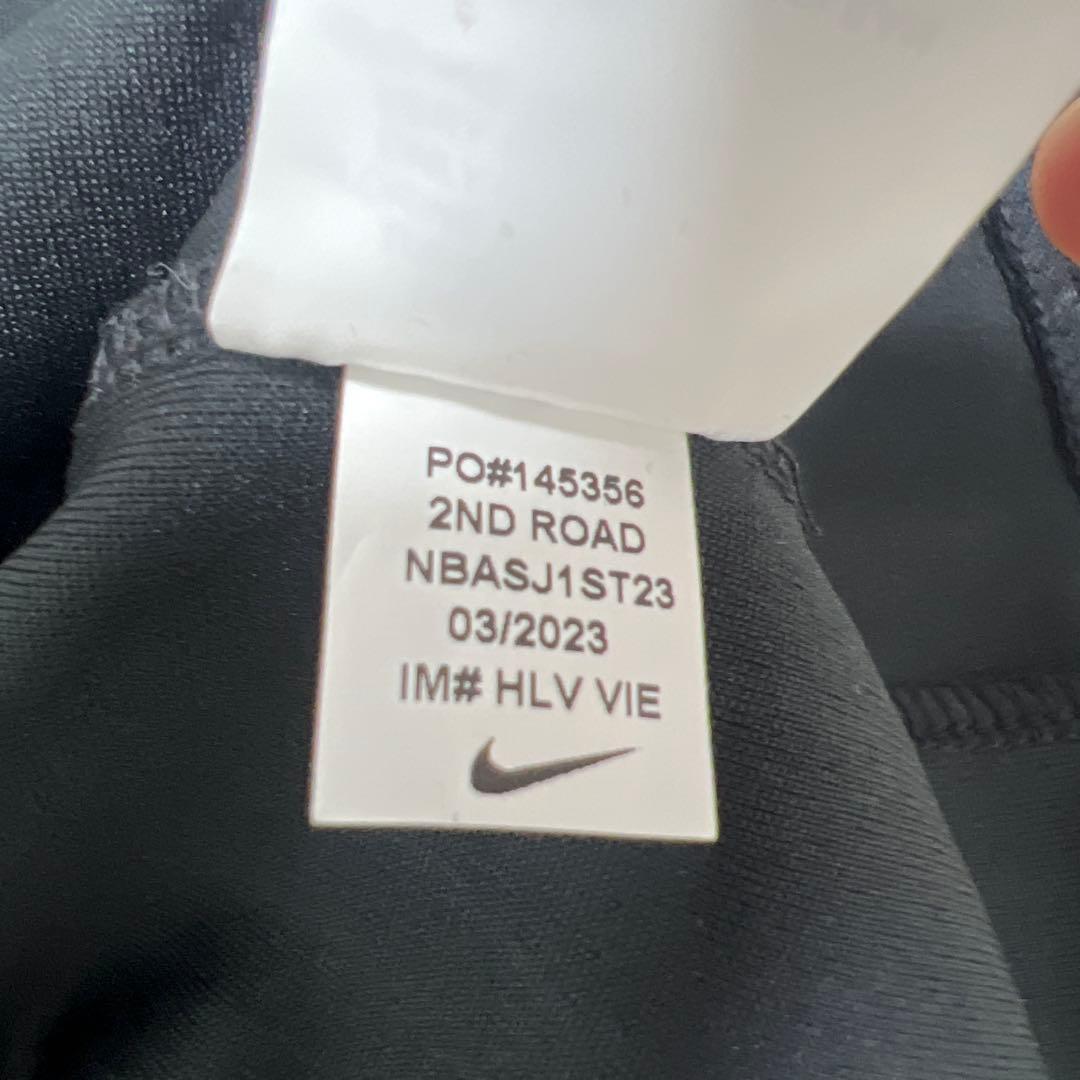 PO#145356
2ND ROAD
NBASJ1ST23
03/2023
IM# HLV VIE